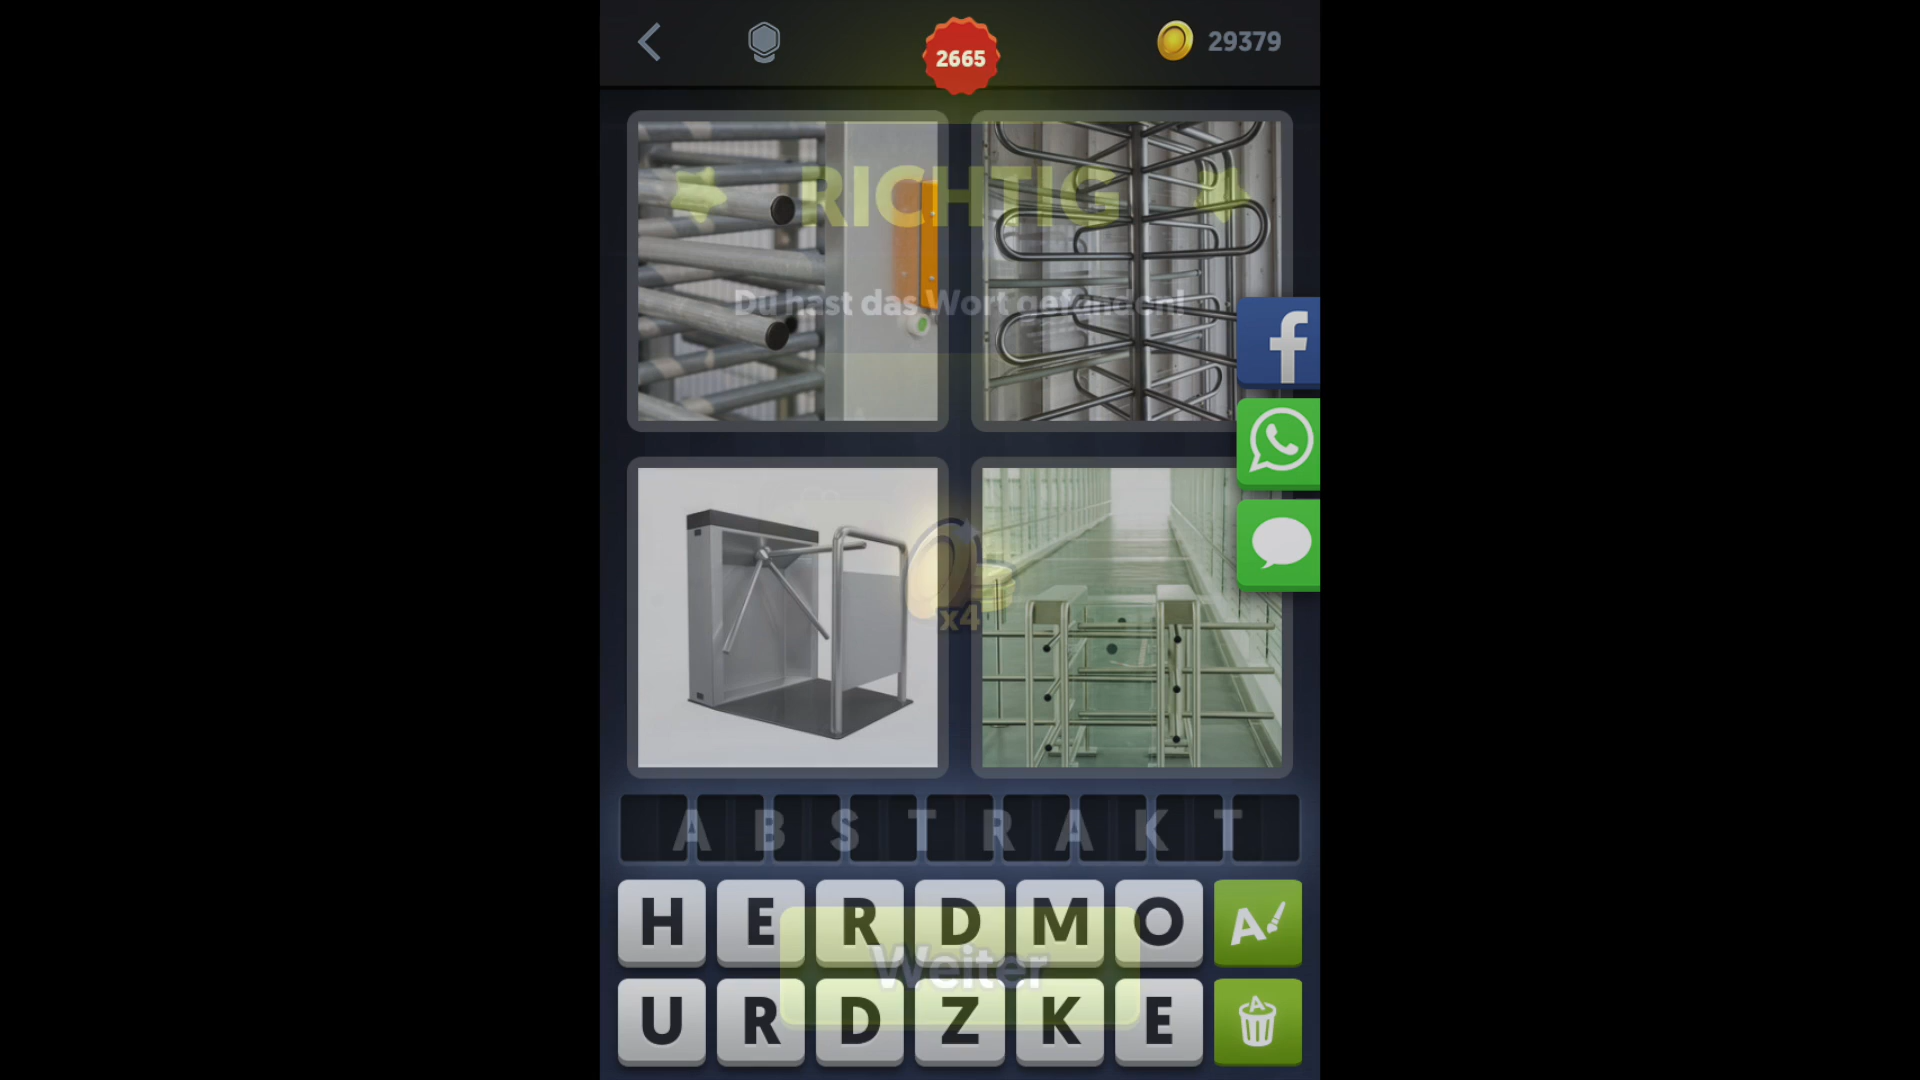 2665
29379
RICHTIG
Du hast das Wort gefunden!
x4
A B S T R A K T
H E R D M O
Weiter
U R D Z K E